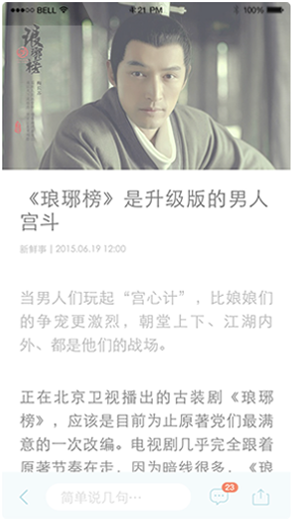 BELL
4:21 PM
琅琊榜
《琅琊榜》是升级版的男人
宫斗
新鲜事 | 2015.06.19 12:00
当男人们玩起“宫心计”，比娘娘们
的争宠更激烈，朝堂上下、江湖内
外、都是他们的战场。
正在北京卫视播出的古装剧《琅琊
榜》，应该是目前为止原著党们最满
意的一次改编。电视剧几乎完全跟着
原著节奏在走，因为暗线很多，《琅
简单说几句…
23